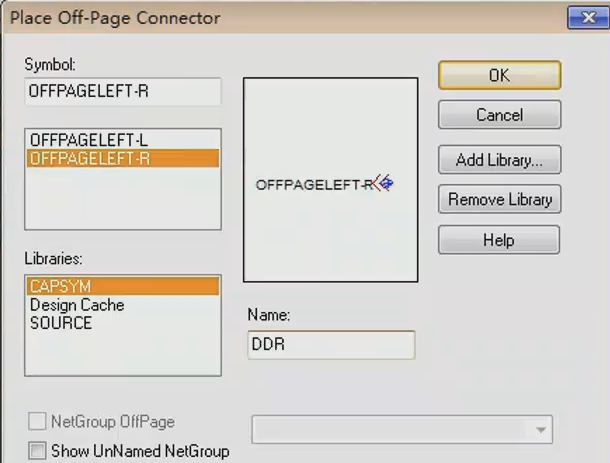 Place Off-Page Connector
Symbol:
OFFPAGELEFT-R
OFFPAGELEFT-L
OFFPAGELEFT-R
OFFPAGELEFT-R
OK
Cancel
Add Library...
Remove Library
Help
Libraries:
CAPSYM
Design Cache
SOURCE
Name:
DDR
NetGroup OffPage
Show UnNamed NetGroup